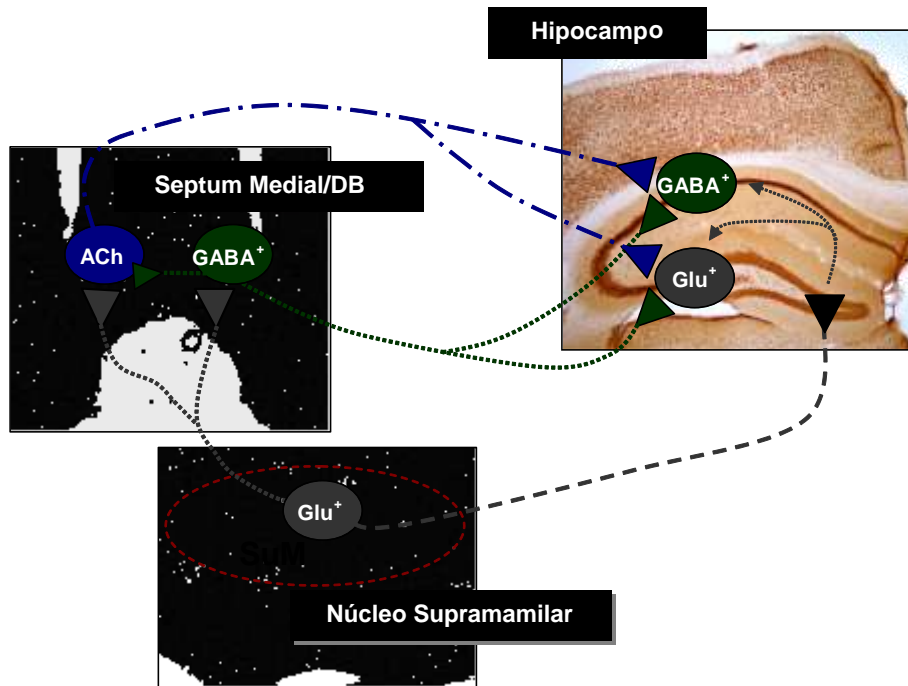 Hipocampo
Septum Medial/DB
GABA⁺
ACh
GABA⁺
Glu⁺
Glu⁺
SuM
Núcleo Supramamilar